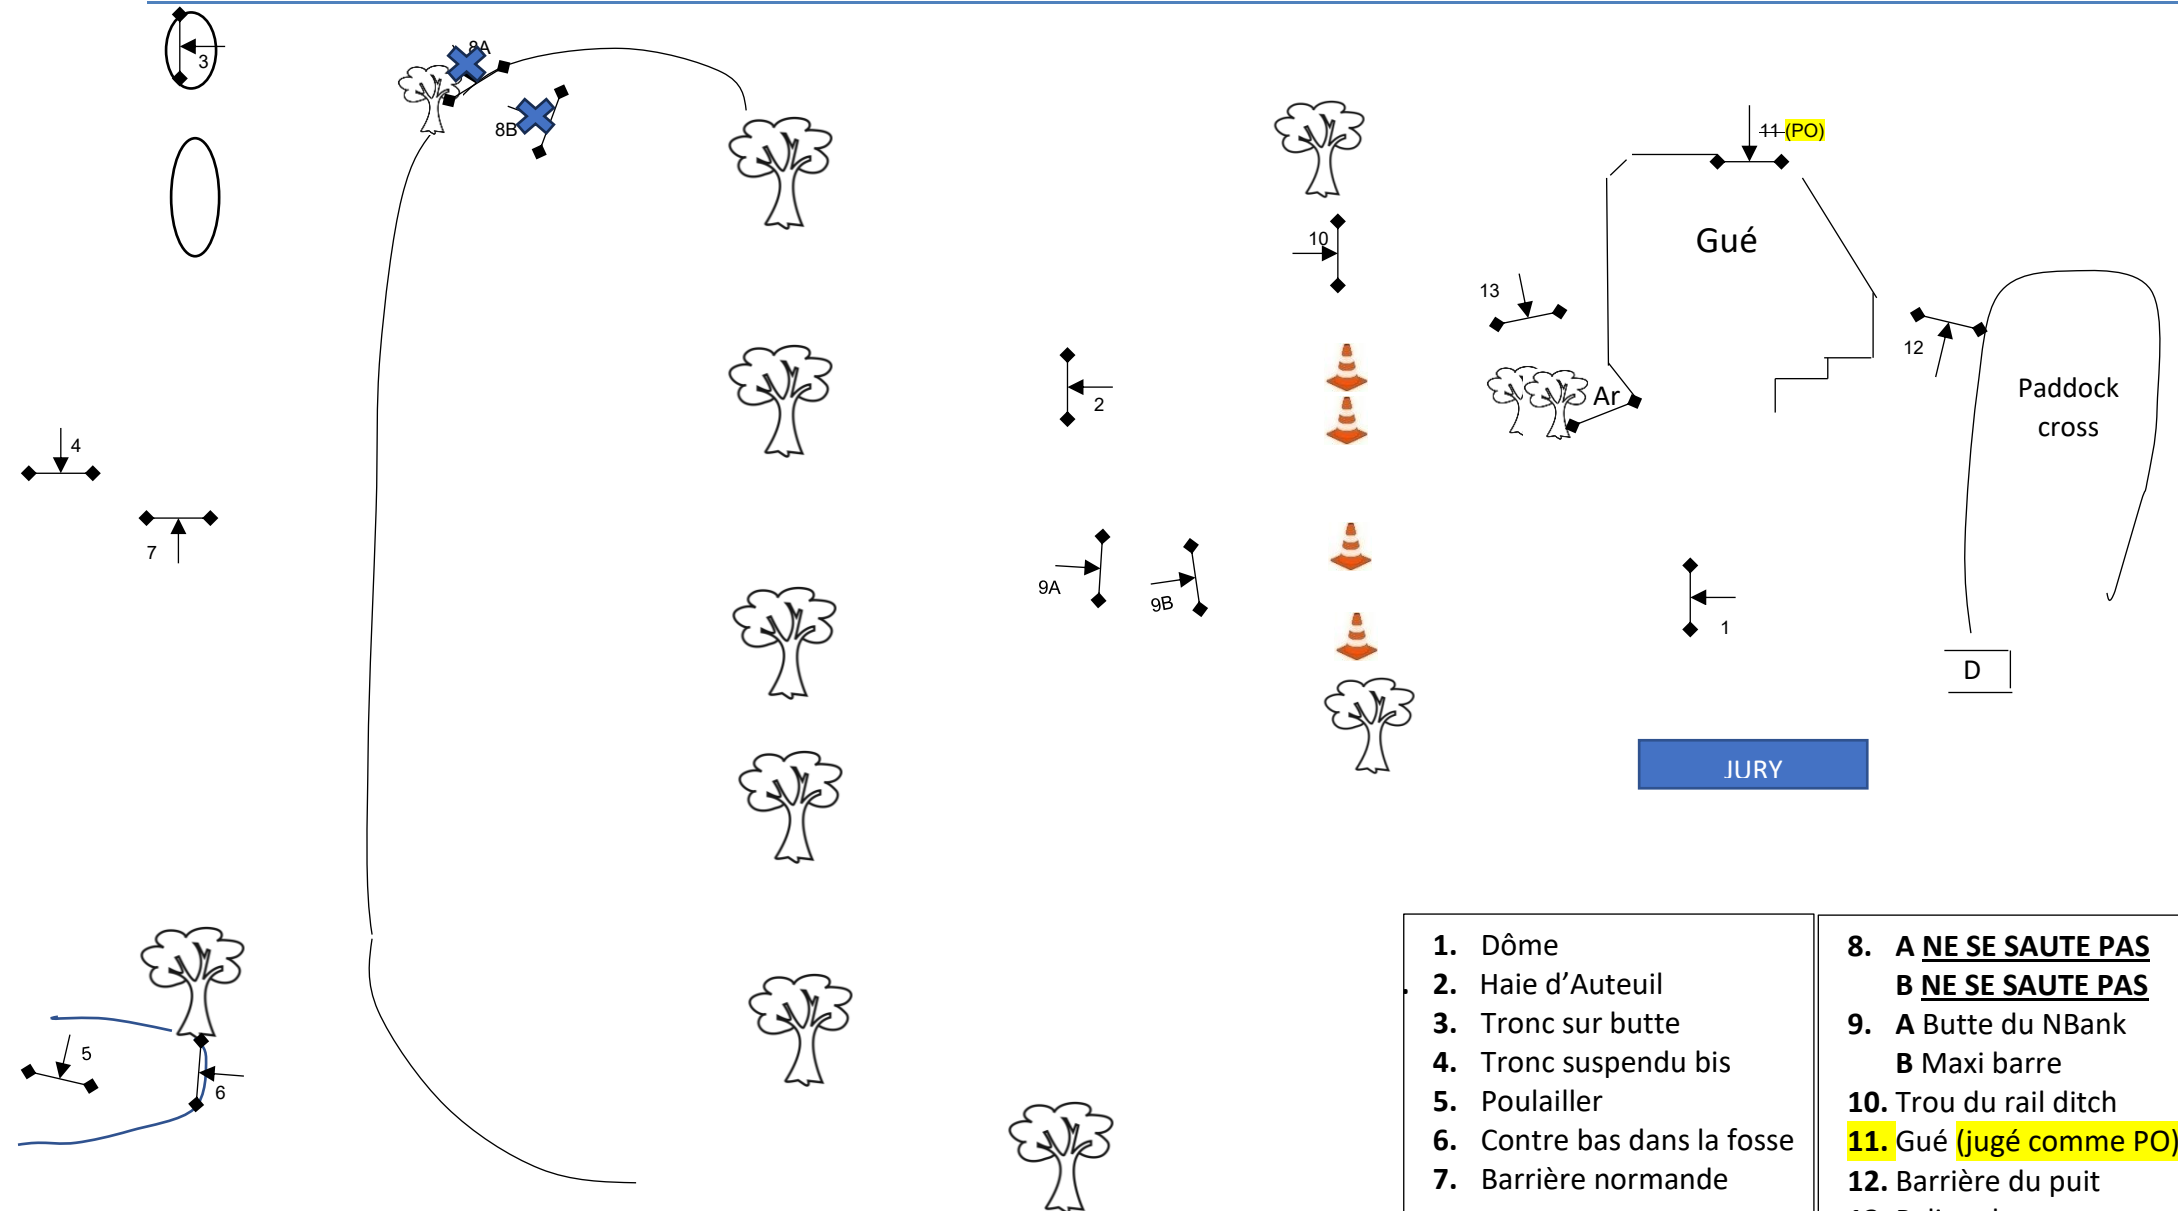 3
8A
8B
11 (PO)
Gué
10
13
12
2
Paddock
cross
Ar
4
7
9A
9B
1
D
JURY
5
6
1. Dôme
2. Haie d'Auteuil
3. Tronc sur butte
4. Tronc suspendu bis
5. Poulailler
6. Contre bas dans la fosse
7. Barrière normande
8. A NE SE SAUTE PAS
B NE SE SAUTE PAS
9. A Butte du NBank
B Maxi barre
10. Trou du rail ditch
11. Gué (jugé comme PO)
12. Barrière du puit